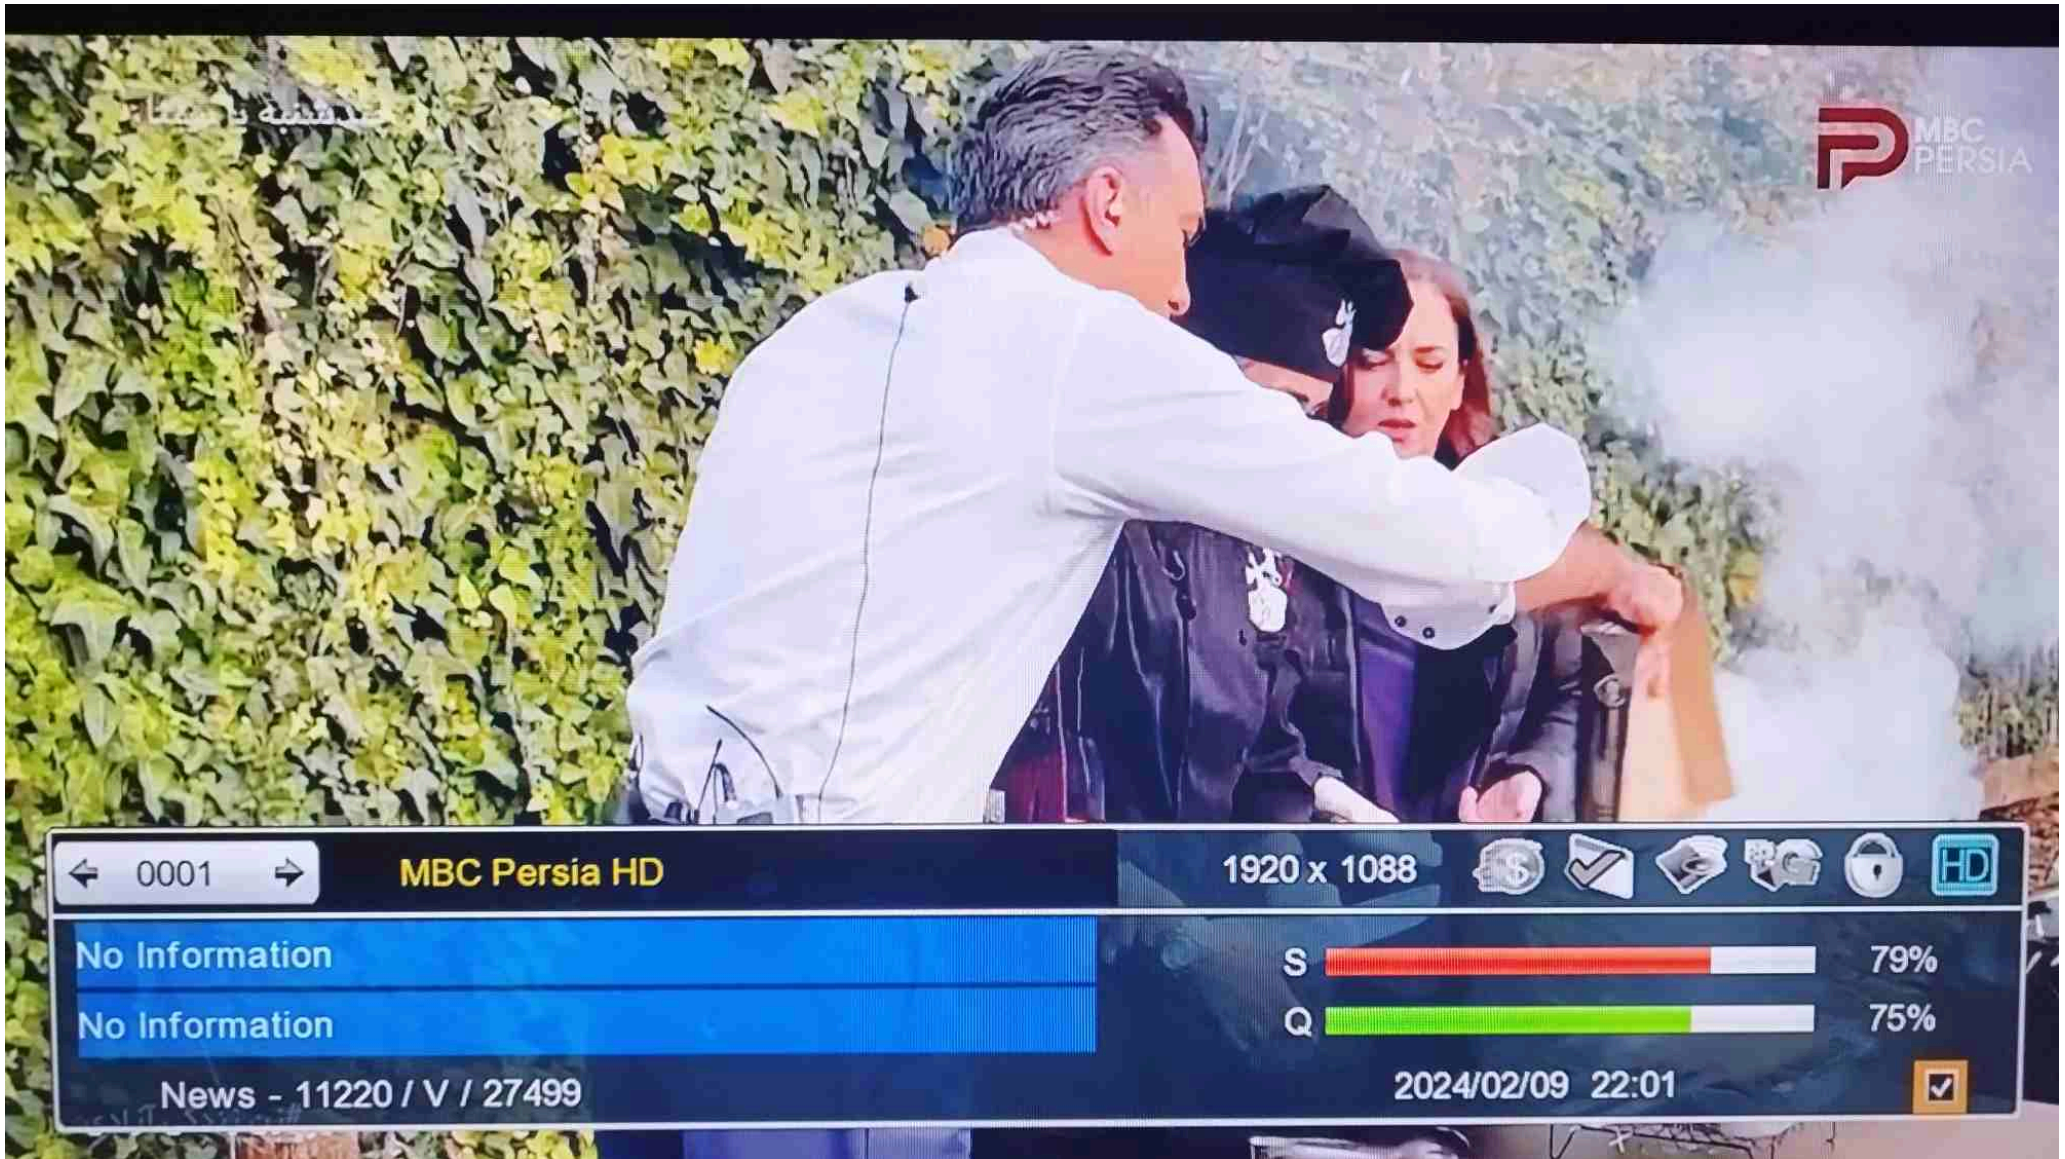 MBC
PERSIA
0001
MBC Persia HD
1920 x 1088
HD
No Information
S
79%
No Information
Q
75%
News - 11220 / V / 27499
2024/02/09 22:01